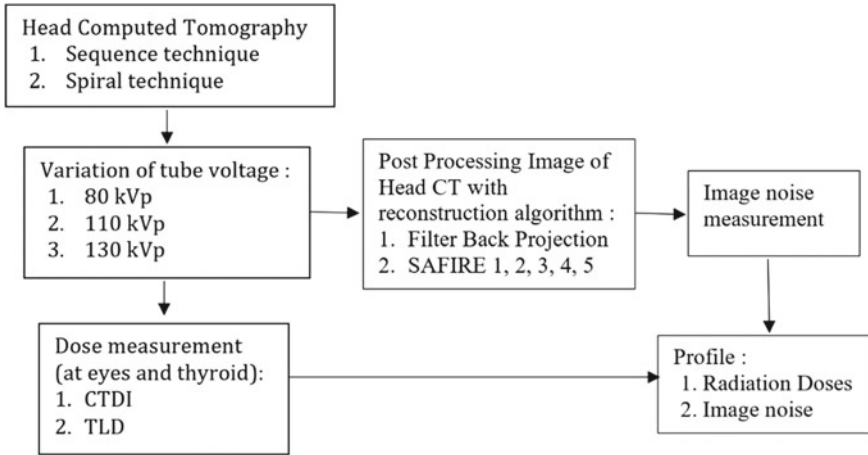 Head Computed Tomography
1. Sequence technique
2. Spiral technique
Variation of tube voltage :
1. 80 kVp
2. 110 kVp
3. 130 kVp
Post Processing Image of
Head CT with
reconstruction algorithm :
1. Filter Back Projection
2. SAFIRE 1, 2, 3, 4, 5
Image noise
measurement
Dose measurement
(at eyes and thyroid):
1. CTDI
2. TLD
Profile :
1. Radiation Doses
2. Image noise